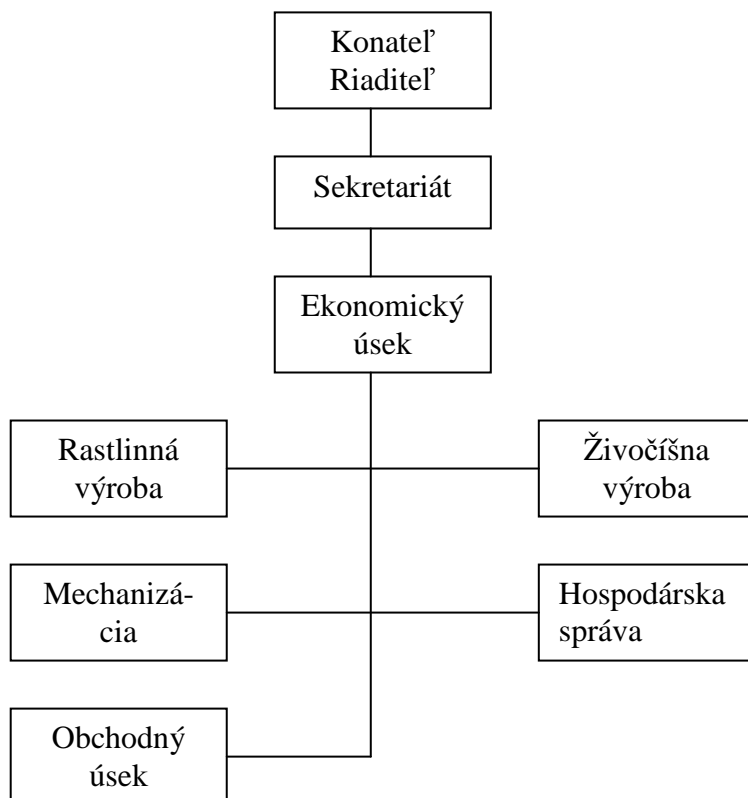 Konateľ
Riaditeľ
Sekretariát
Ekonomický
úsek
Rastlinná
výroba
Živočíšna
výroba
Mechanizá-
cia
Hospodárska
správa
Obchodný
úsek